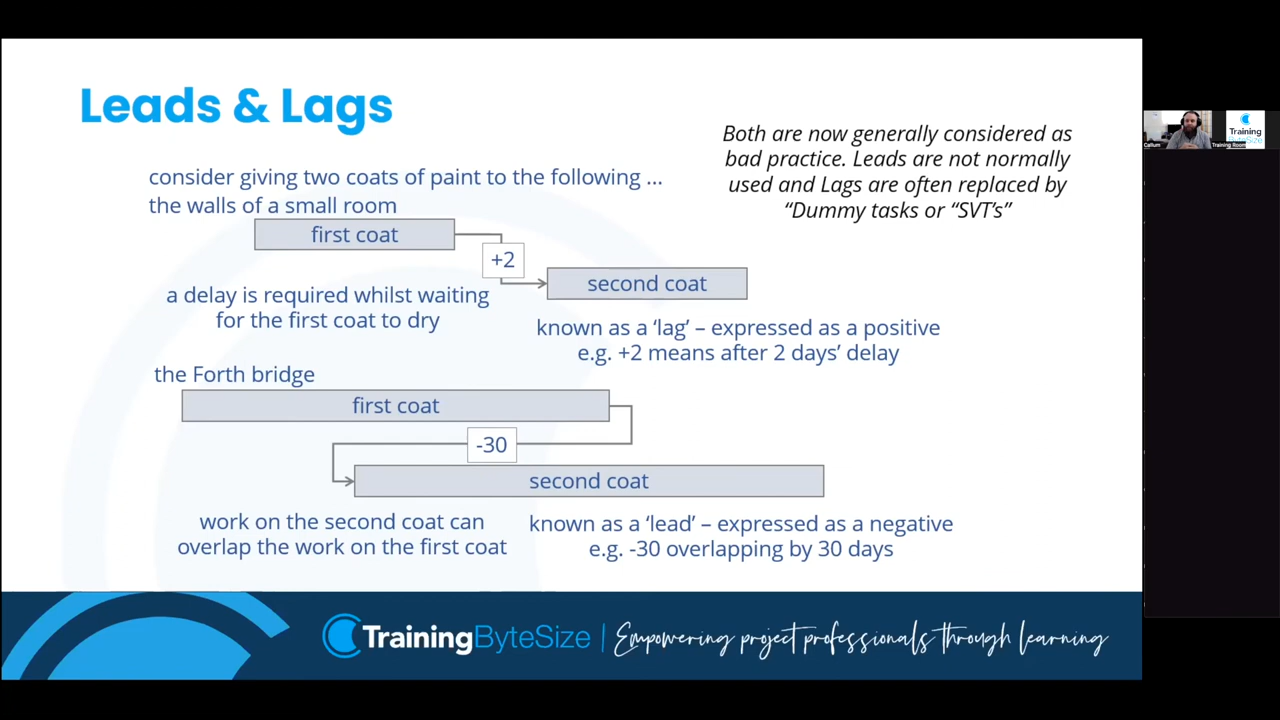 Leads & Lags
Both are now generally considered as
bad practice. Leads are not normally
used and Lags are often replaced by
“Dummy tasks or “SVT’s”
consider giving two coats of paint to the following ...
the walls of a small room
first coat
+2
second coat
a delay is required whilst waiting
for the first coat to dry
known as a ‘lag’ – expressed as a positive
e.g. +2 means after 2 days’ delay
the Forth bridge
first coat
-30
second coat
work on the second coat can
overlap the work on the first coat
known as a ‘lead’ – expressed as a negative
e.g. -30 overlapping by 30 days
TrainingByteSize | Empowering project professionals through learning
Training
ByteSize
Callum
Training Room